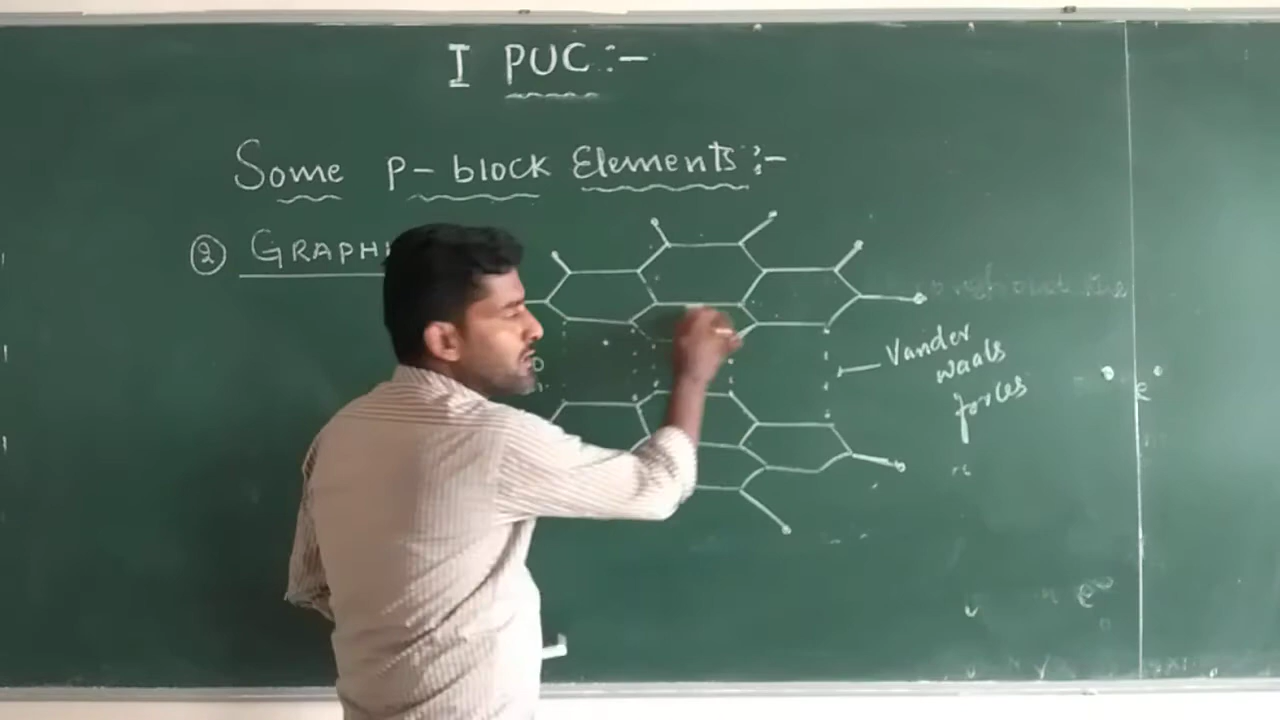 I PUC:-
Some P-block Elements:-
② GRAPHI
Vander
waals
forces
e